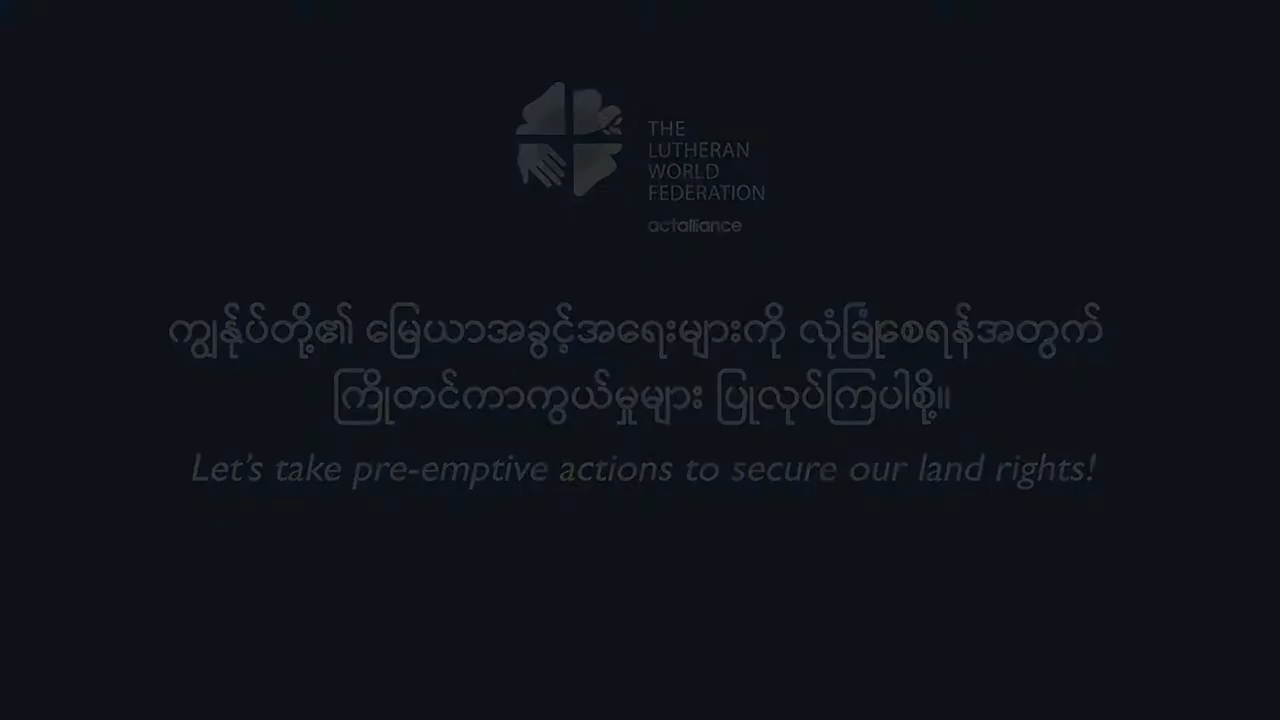 THE
LUTHERAN
WORLD
FEDERATION
actalliance
ကျွန်ုပ်တို့၏ မြေယာအခွင့်အရေးများကို လုံခြုံစေရန်အတွက်
ကြိုတင်ကာကွယ်မှုများ ပြုလုပ်ကြပါစို့။
Let's take pre-emptive actions to secure our land rights!